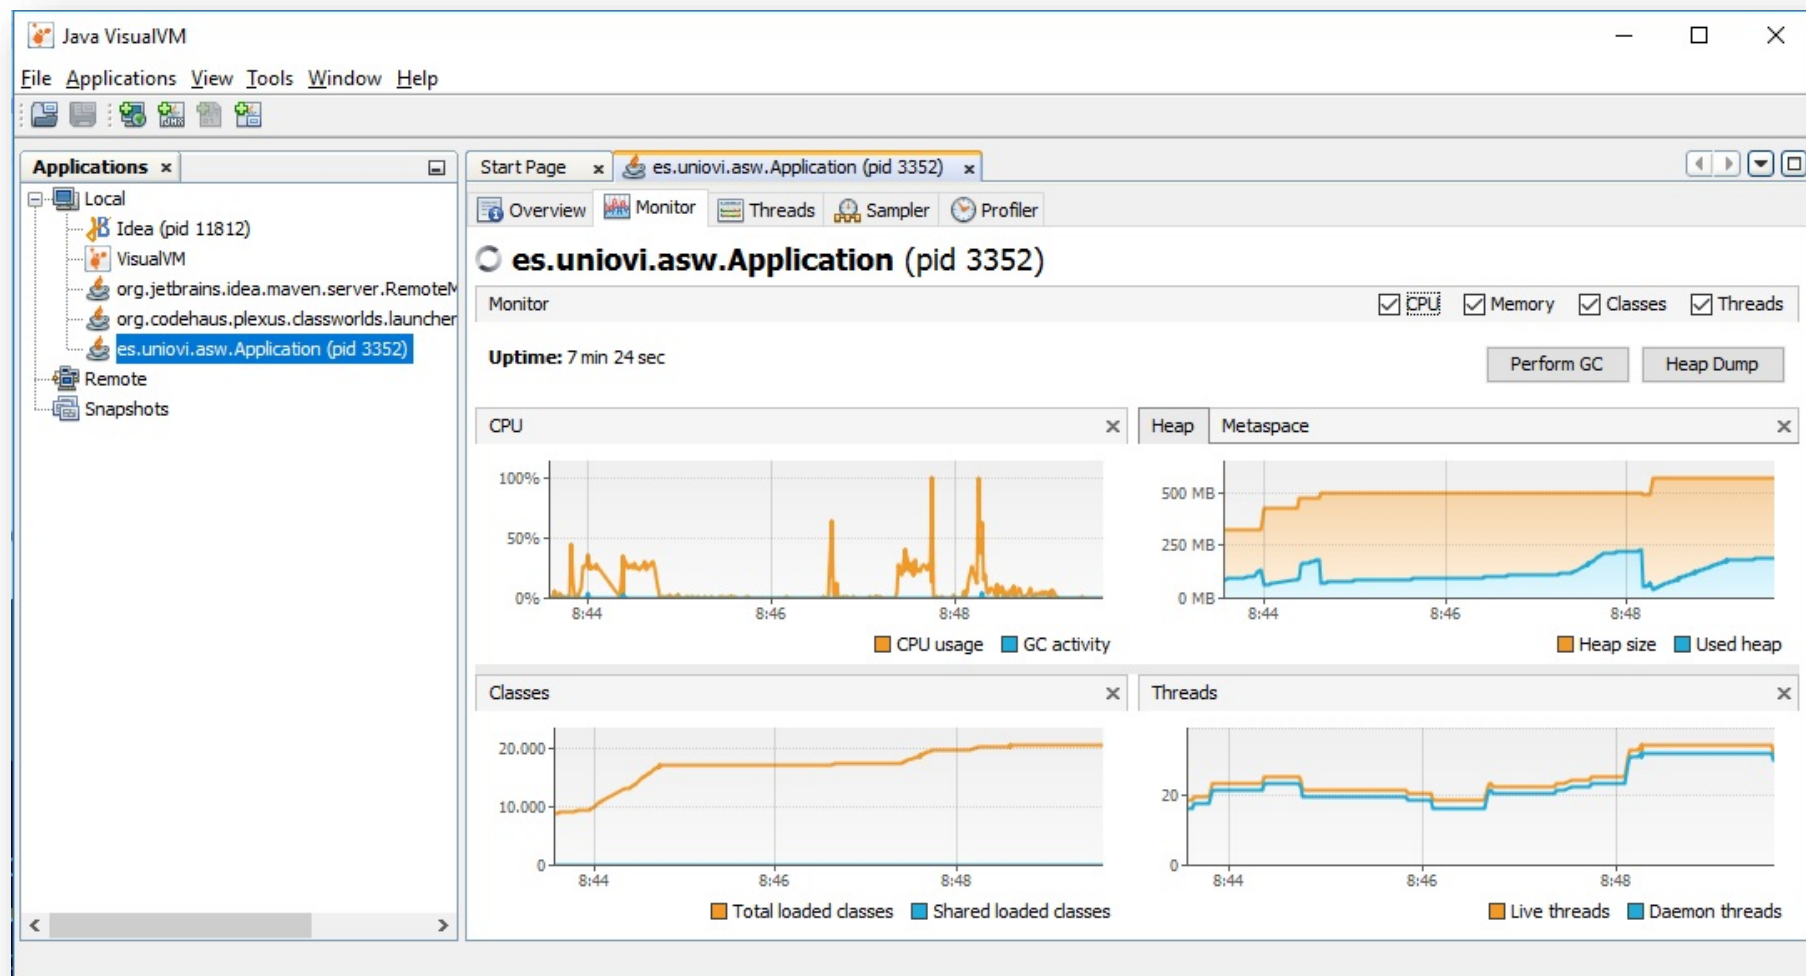 Java VisualVM
File Applications View Tools Window Help
Applications
Local
Idea (pid 11812)
VisualVM
org.jetbrains.idea.maven.server.RemoteM
org.codehaus.plexus.classworlds.launcher
es.uniovi.asw.Application (pid 3352)
Remote
Snapshots
Start Page es.uniovi.asw.Application (pid 3352)
Overview Monitor Threads Sampler Profiler
es.uniovi.asw.Application (pid 3352)
Monitor CPU Memory Classes Threads
Uptime: 7 min 24 sec Perform GC Heap Dump
CPU
100%
50%
0%
8:44 8:46 8:48
CPU usage GC activity
Heap Metaspace
500 MB
250 MB
0 MB
8:44 8:46 8:48
Heap size Used heap
Classes
20.000
10.000
0
8:44 8:46 8:48
Total loaded classes Shared loaded classes
Threads
20
0
8:44 8:46 8:48
Live threads Daemon threads